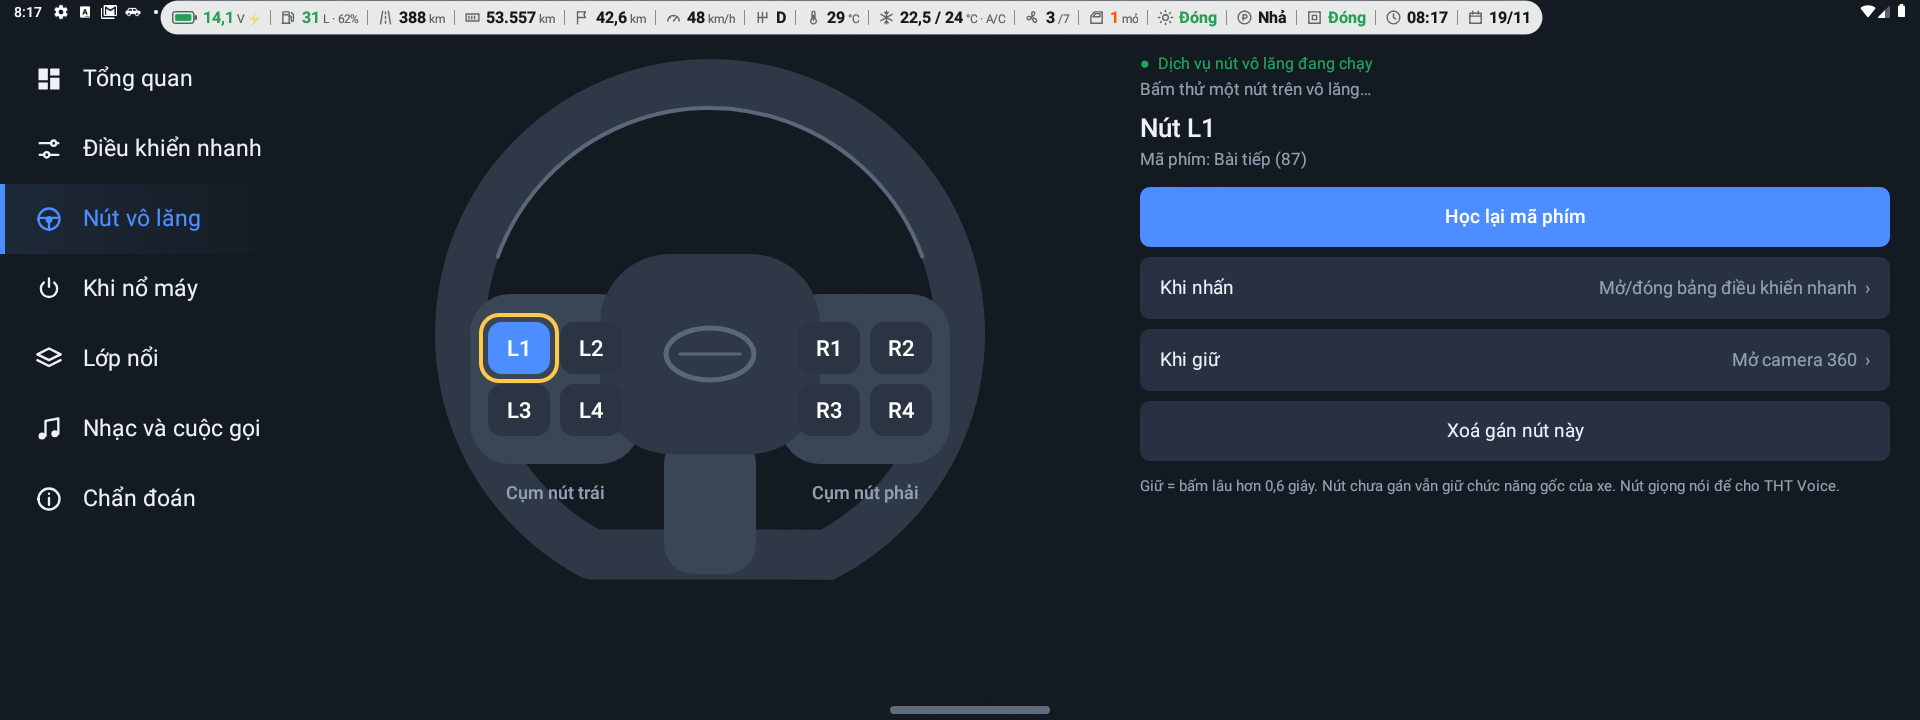 8:17
14,1 V 31 L · 62% 388 km 53.557 km 42,6 km 48 km/h D 29 °C 22,5 / 24 °C · A/C 3 /7 1 mở Đóng Nhả Đóng 08:17 19/11
Tổng quan
Điều khiển nhanh
Nút vô lăng
Khi nổ máy
Lớp nổi
Nhạc và cuộc gọi
Chẩn đoán
L1 L2 R1 R2
L3 L4 R3 R4
Cụm nút trái Cụm nút phải
Dịch vụ nút vô lăng đang chạy
Bấm thử một nút trên vô lăng...
Nút L1
Mã phím: Bài tiếp (87)
Học lại mã phím
Khi nhấn Mở/đóng bảng điều khiển nhanh ›
Khi giữ Mở camera 360 ›
Xoá gán nút này
Giữ = bấm lâu hơn 0,6 giây. Nút chưa gán vẫn giữ chức năng gốc của xe. Nút giọng nói để cho THT Voice.